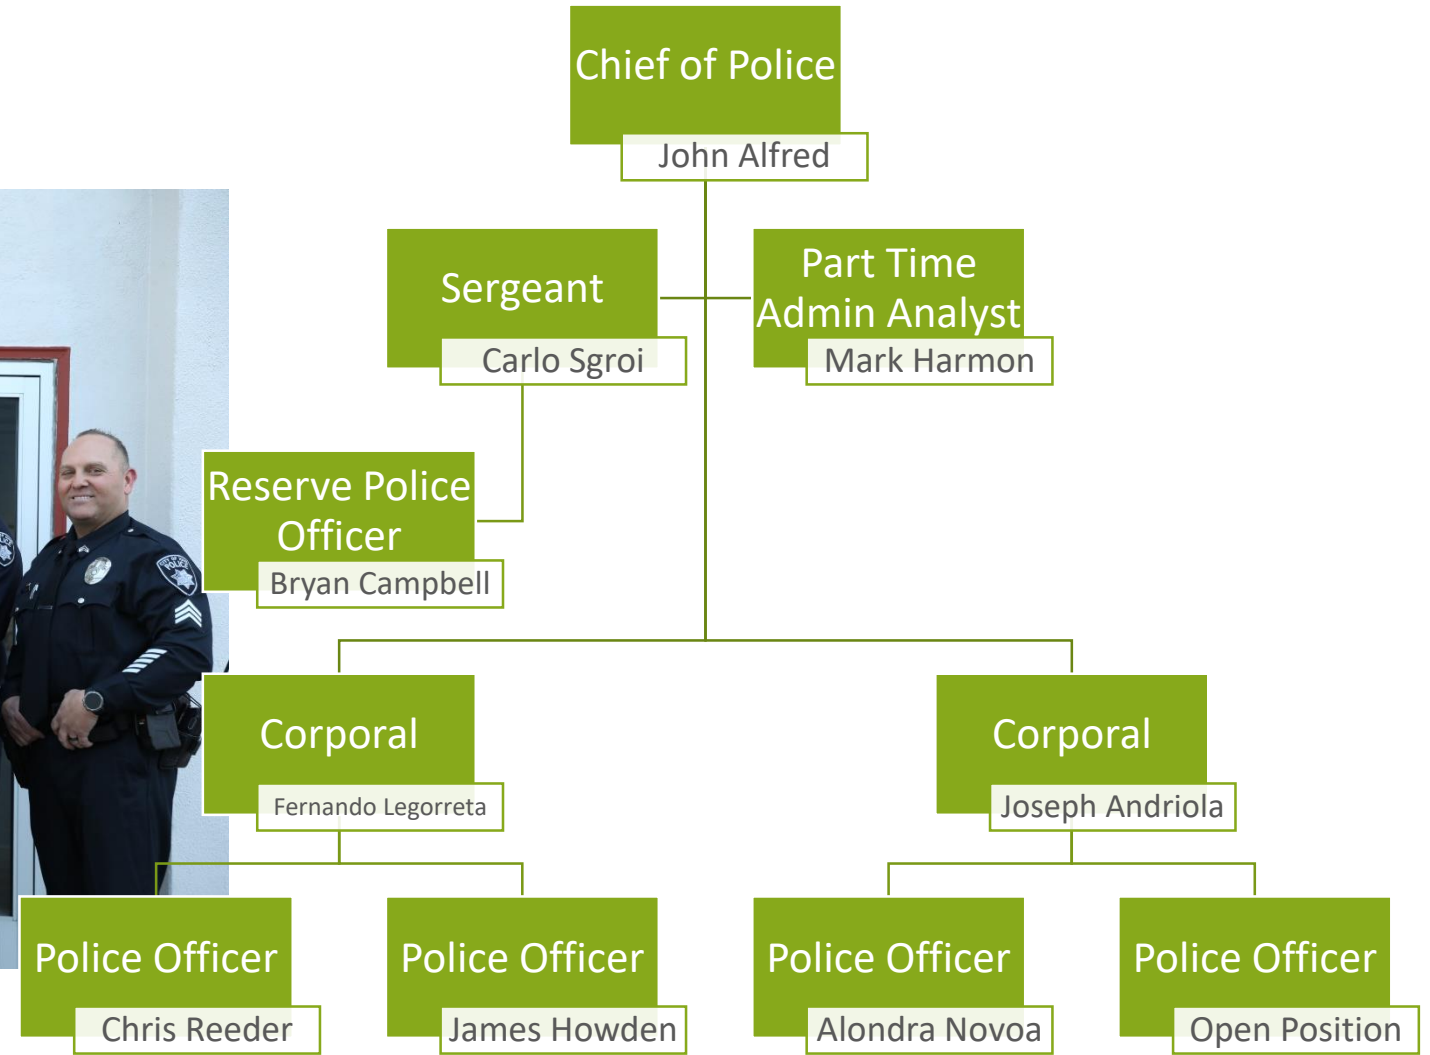 Chief of Police
John Alfred
Sergeant
Carlo Sgroi
Part Time
Admin Analyst
Mark Harmon
Reserve Police
Officer
Bryan Campbell
Corporal
Fernando Legorreta
Corporal
Joseph Andriola
Police Officer
Chris Reeder
Police Officer
James Howden
Police Officer
Alondra Novoa
Police Officer
Open Position
POLICE